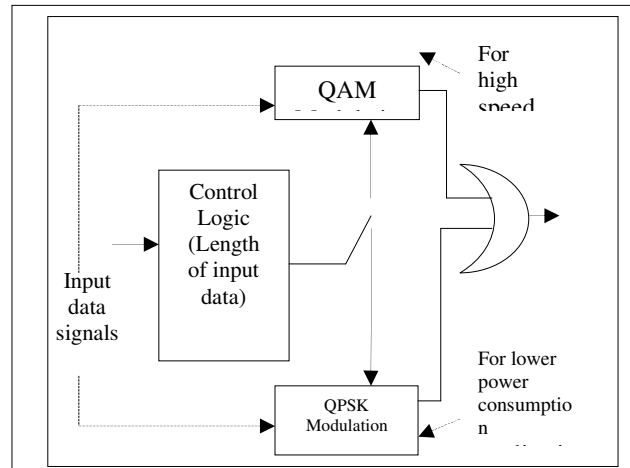 QAM
For
high
speed
Control
Logic
(Length
of input
data)
Input
data
signals
QPSK
Modulation
For lower
power
consumptio
n